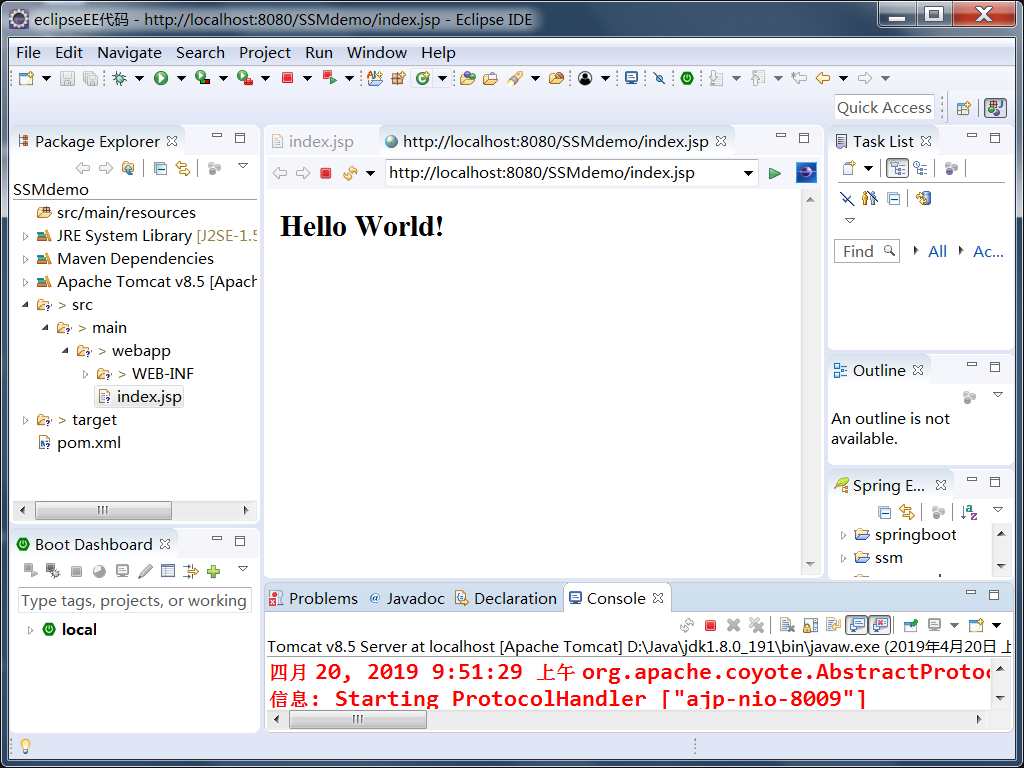 eclipseEE代码 - http://localhost:8080/SSMdemo/index.jsp - Eclipse IDE
File Edit Navigate Search Project Run Window Help
Quick Access
Package Explorer
SSMdemo
src/main/resources
JRE System Library [J2SE-1.5
Maven Dependencies
Apache Tomcat v8.5 [Apach
> src
> main
> webapp
> WEB-INF
index.jsp
> target
pom.xml
Boot Dashboard
Type tags, projects, or working
local
index.jsp
http://localhost:8080/SSMdemo/index.jsp
http://localhost:8080/SSMdemo/index.jsp
Hello World!
Task List
Find
All
Ac...
Outline
An outline is not
available.
Spring E...
springboot
ssm
Problems
@ Javadoc
Declaration
Console
Tomcat v8.5 Server at localhost [Apache Tomcat] D:\Java\jdk1.8.0_191\bin\javaw.exe (2019年4月20日 上
四月 20, 2019 9:51:29 上午 org.apache.coyote.AbstractProtoc
信息: Starting ProtocolHandler ["ajp-nio-8009"]